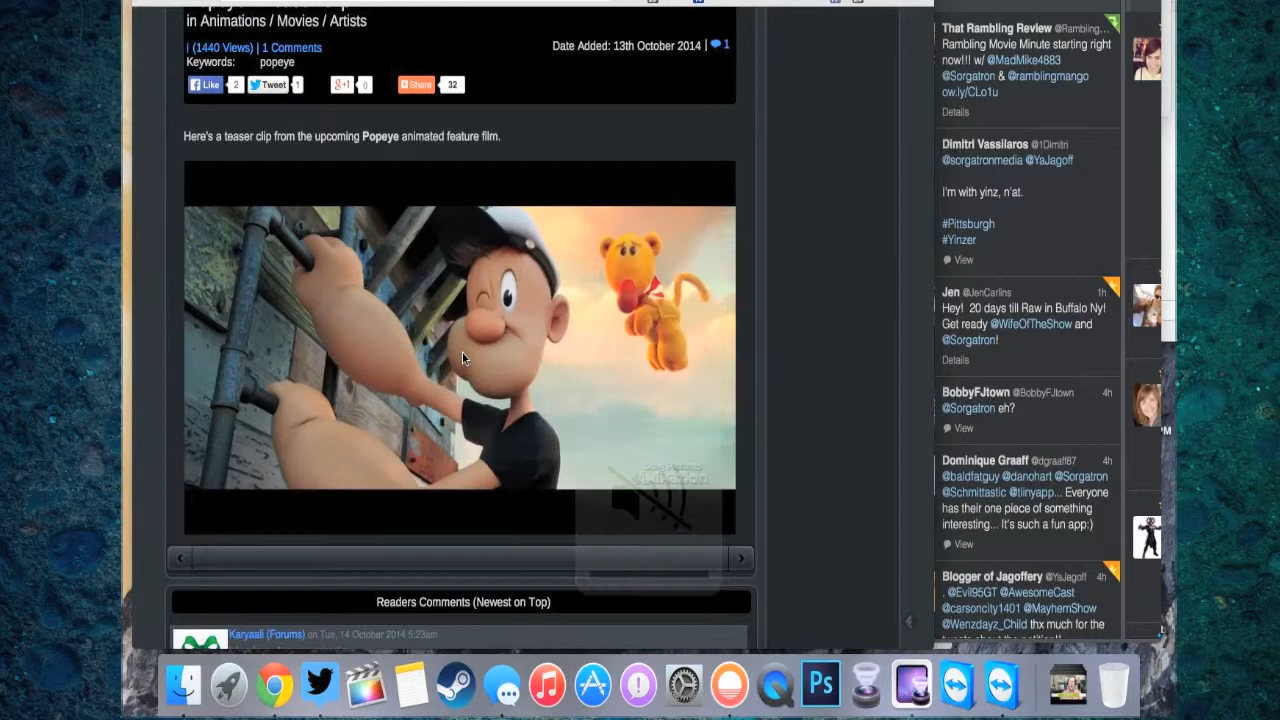 in Animations / Movies / Artists
| (1440 Views) | 1 Comments
Date Added: 13th October 2014 | 1
Keywords: popeye
Like 2 Tweet 1 g+1 0 Share 32
Here's a teaser clip from the upcoming Popeye animated feature film.
Sony Pictures
Animation
Readers Comments (Newest on Top)
Karyaali (Forums) on Tue, 14 October 2014 5:23am
That Rambling Review @Rambling...
Rambling Movie Minute starting right
now!!! w/ @MadMike4883
@Sorgatron & @ramblingmango
ow.ly/CLo1u
Details
Dimitri Vassilaros @1Dimitri
@sorgatronmedia @YaJagoff
I'm with yinz, n'at.
#Pittsburgh
#Yinzer
View
Jen @JenCarlins 1h
Hey! 20 days till Raw in Buffalo Ny!
Get ready @WifeOfTheShow and
@Sorgatron!
Details
BobbyFJtown @BobbyFJtown 4h
@Sorgatron eh?
View
Dominique Graaff @dgraaff87 4h
@baldfatguy @danohart @Sorgatron
@Schmittastic @tiinyapp... Everyone
has their one piece of something
interesting... It's such a fun app:)
View
Blogger of Jagoffery @YaJagoff 4h
. @Evil95GT @AwesomeCast
@carsoncity1401 @MayhemShow
@Wenzdayz_Child thx much for the
PM
Ps